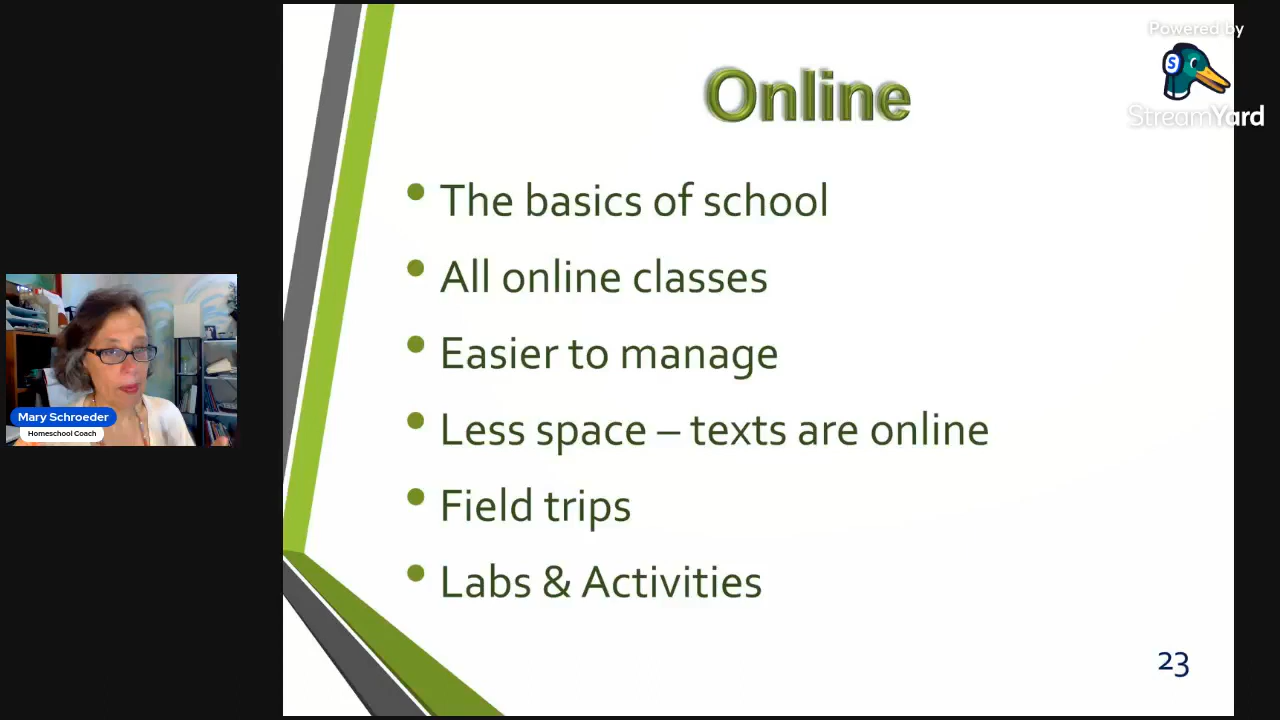 Powered by
StreamYard
Online
• The basics of school
• All online classes
• Easier to manage
• Less space – texts are online
• Field trips
• Labs & Activities
Mary Schroeder
Homeschool Coach
23